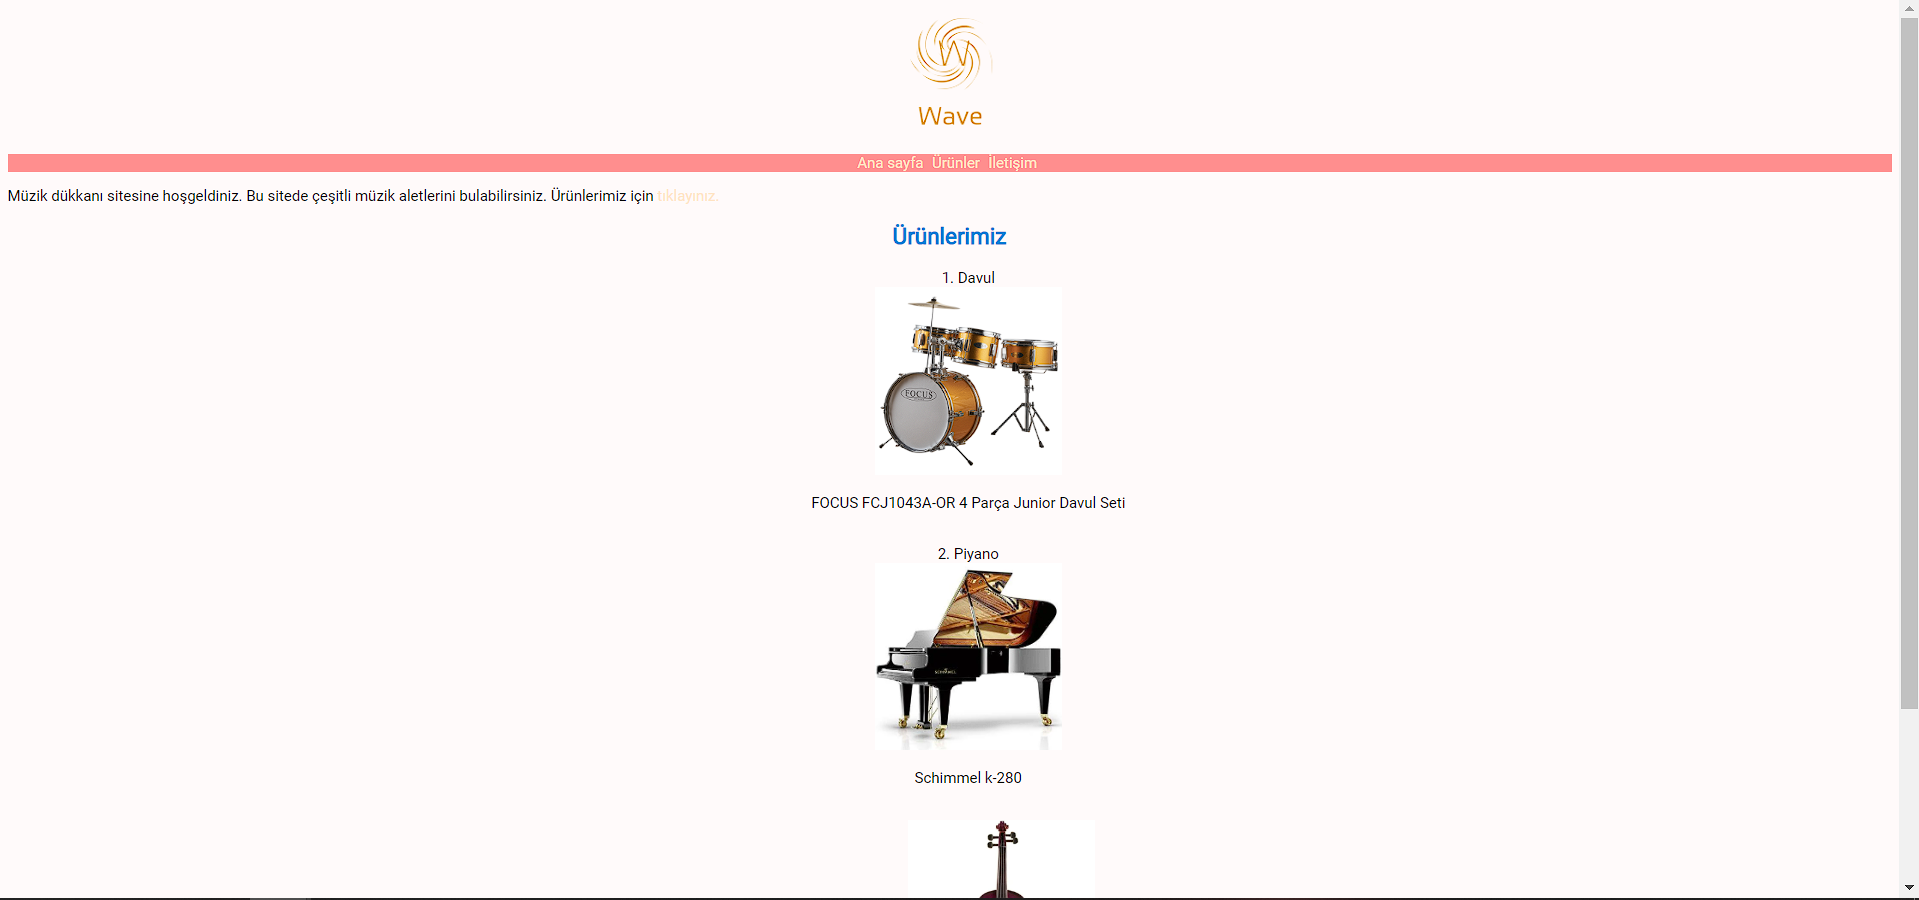 W
Wave
Ana sayfa Ürünler İletişim
Müzik dükkanı sitesine hoşgeldiniz. Bu sitede çeşitli müzik aletlerini bulabilirsiniz. Ürünlerimiz için tıklayınız.
Ürünlerimiz
1. Davul
FOCUS
FOCUS FCJ1043A-OR 4 Parça Junior Davul Seti
2. Piyano
Schimmel k-280